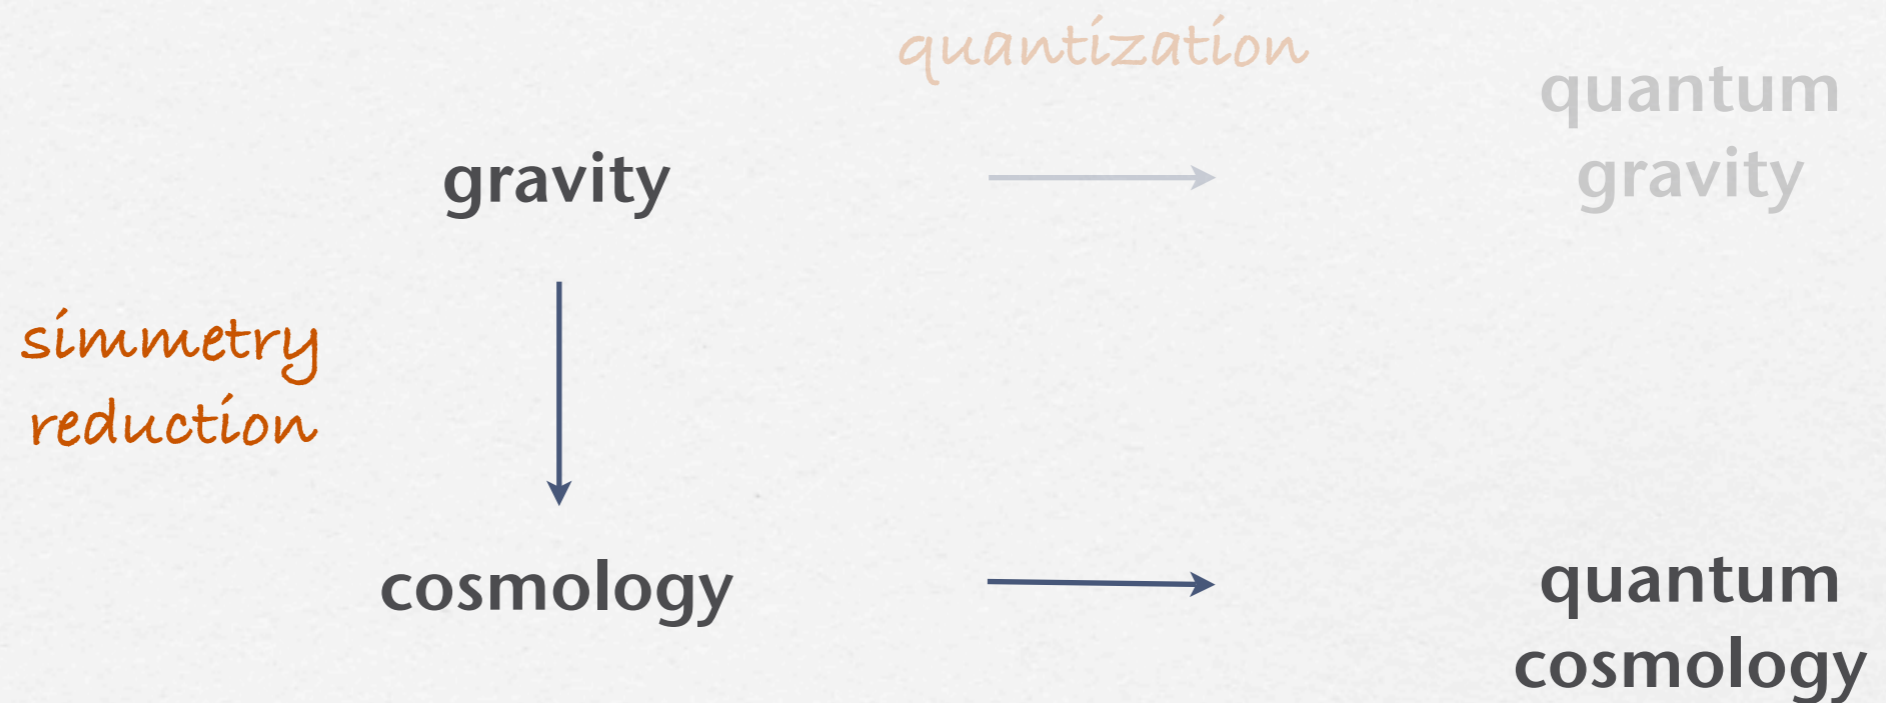 quantization
quantum
gravity
gravity
simmetry
reduction
cosmology
quantum
cosmology